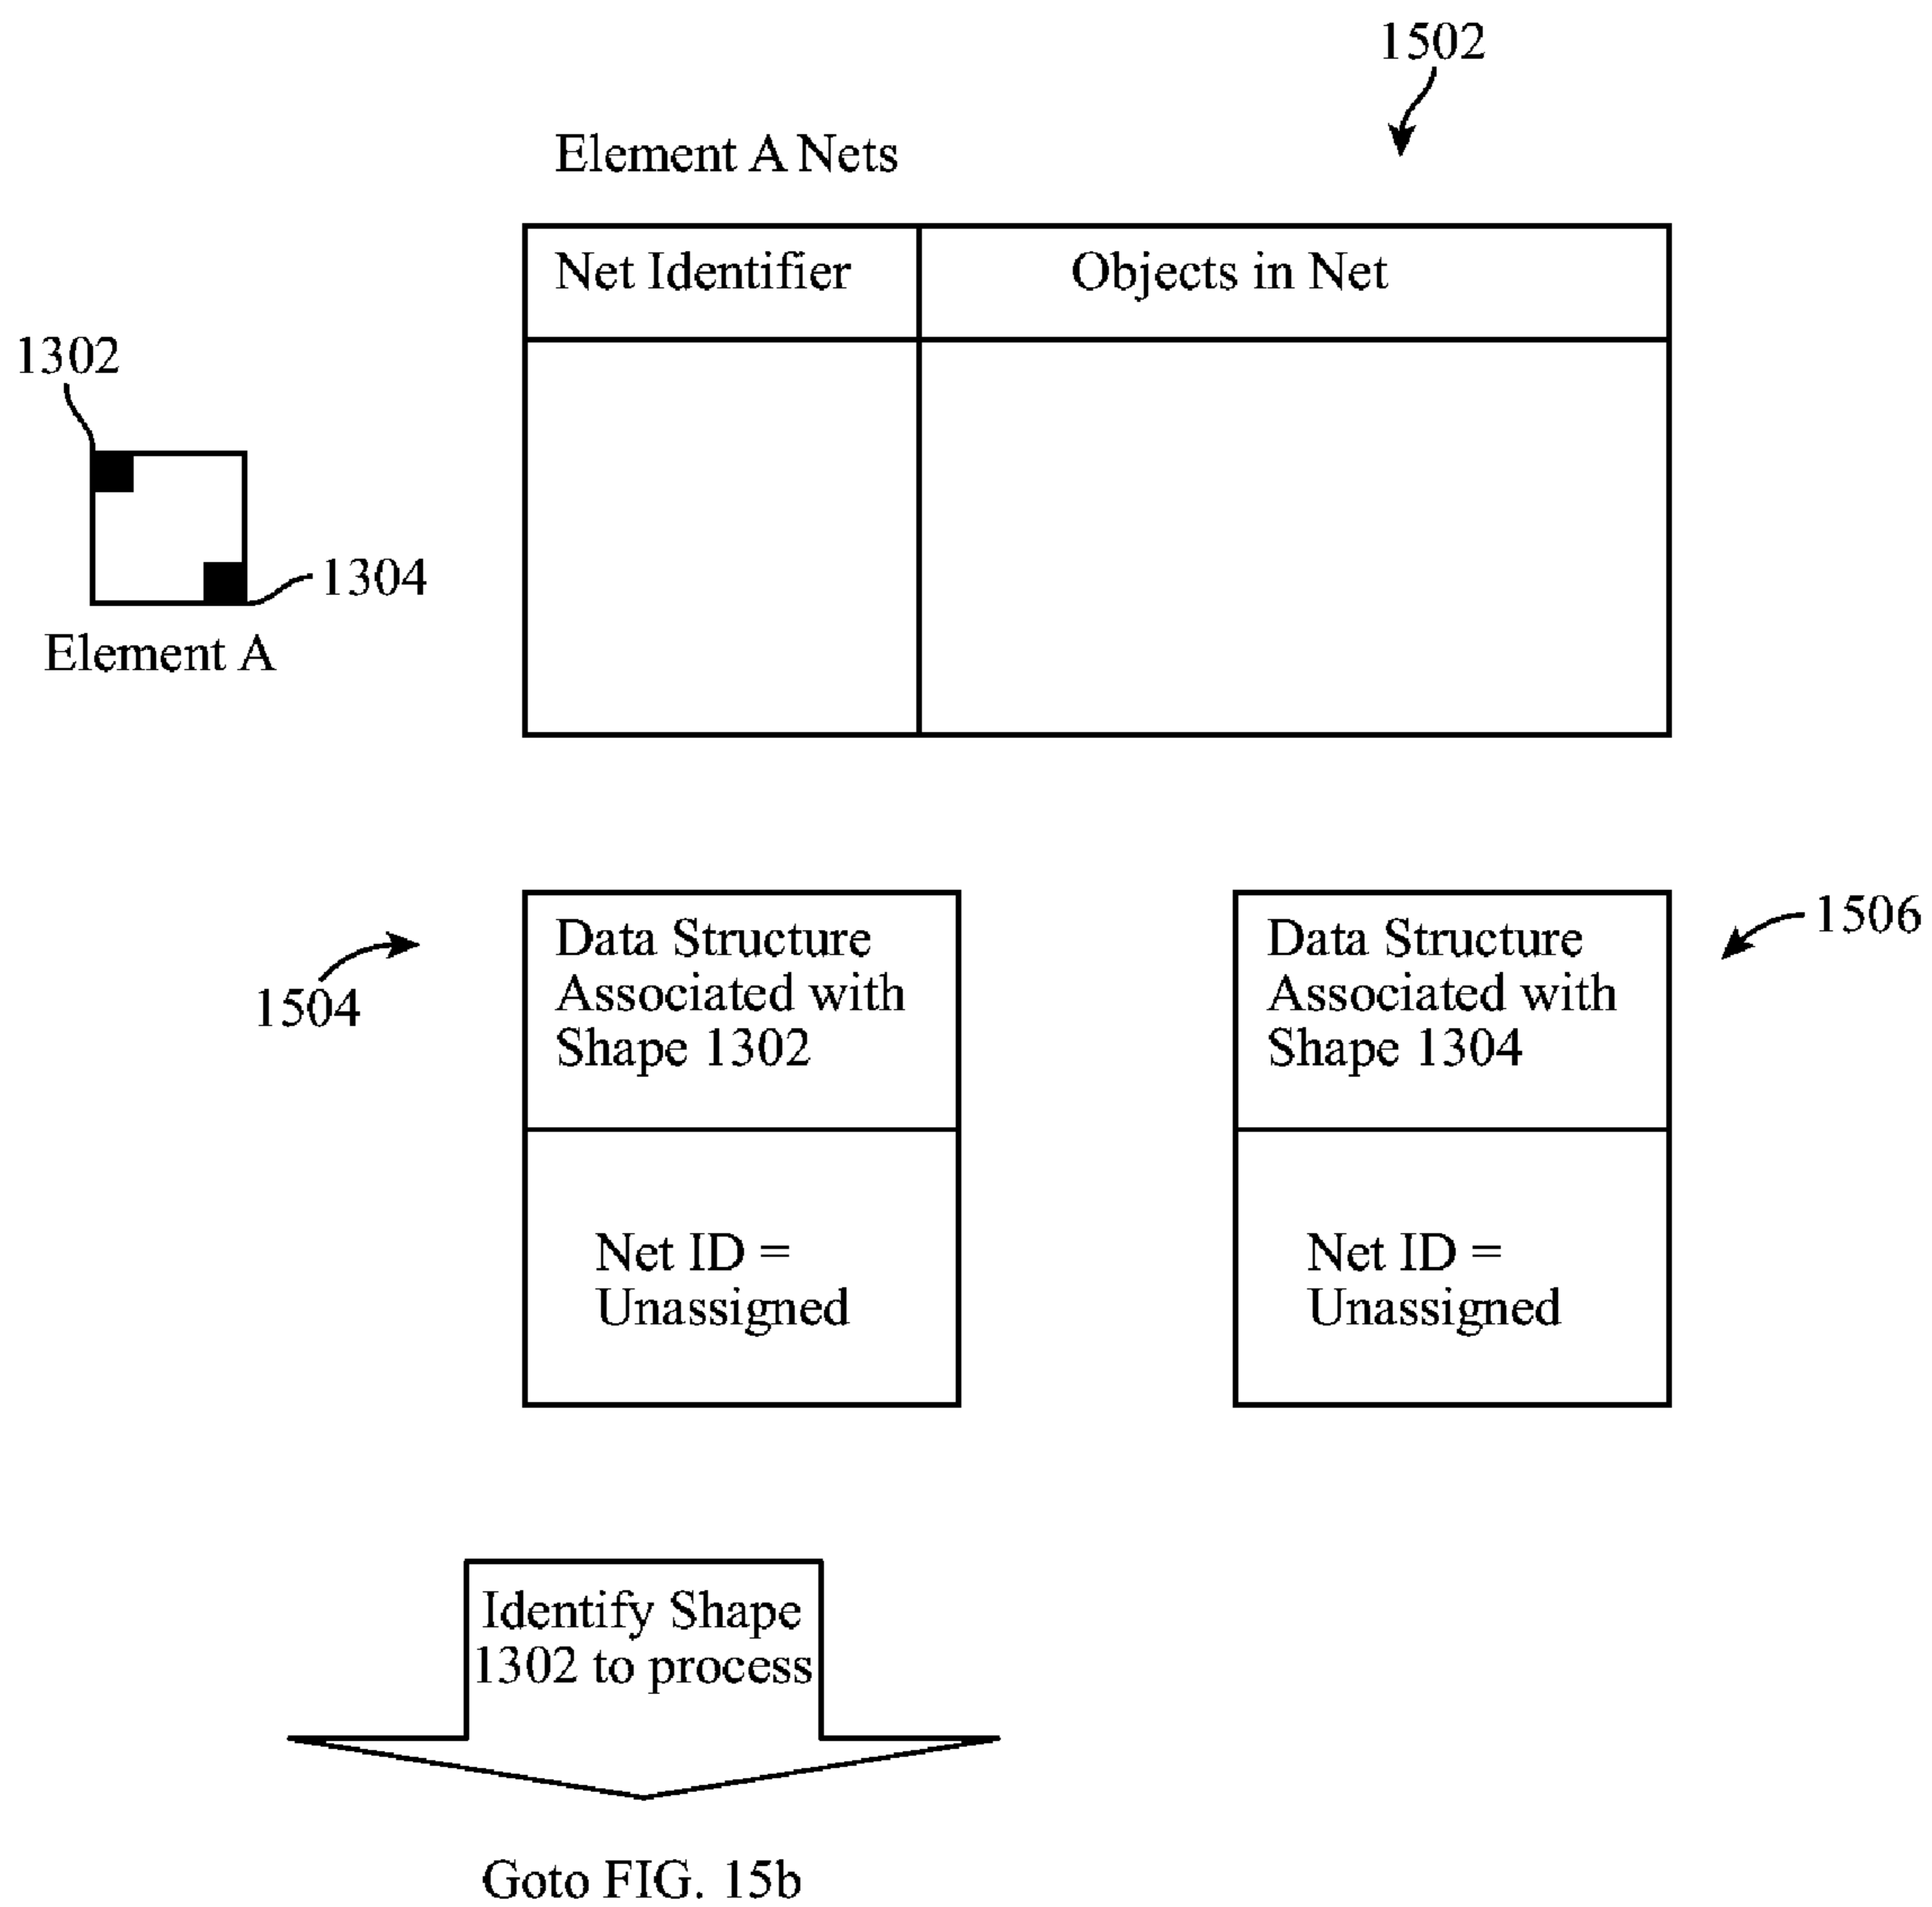 1502
Element A Nets
Net Identifier
Objects in Net
1302
1304
Element A
1504
Data Structure
Associated with
Shape 1302
Net ID =
Unassigned
Data Structure
Associated with
Shape 1304
Net ID =
Unassigned
1506
Identify Shape
1302 to process
Goto FIG. 15b